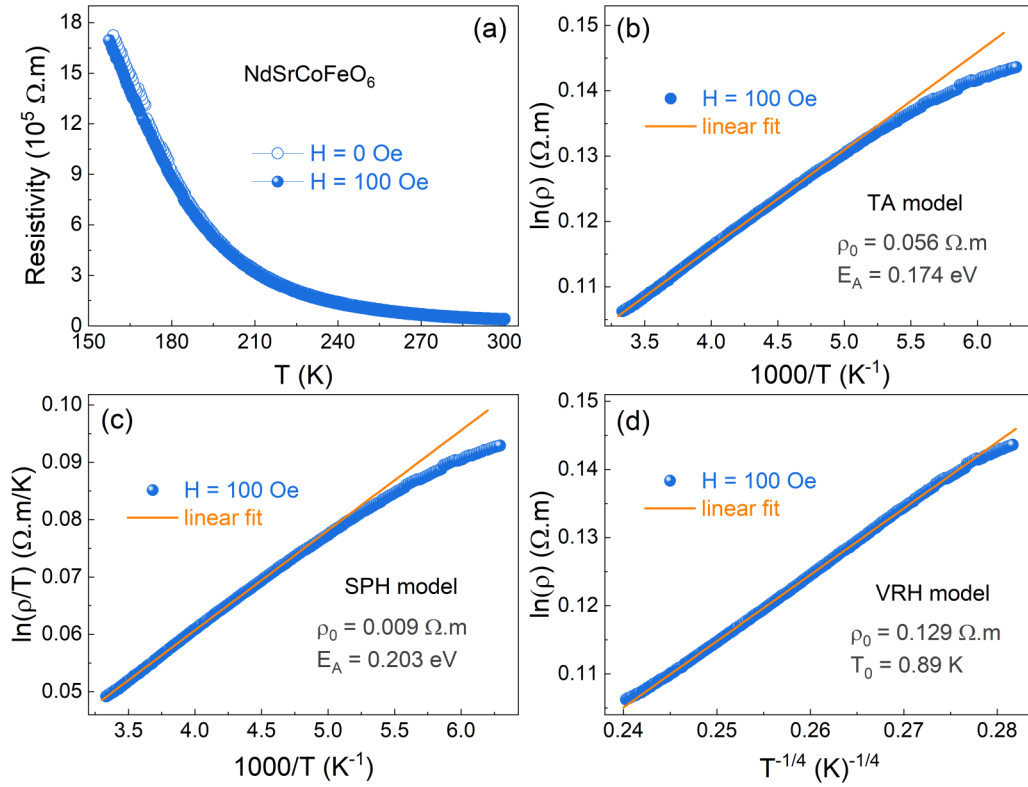 (a)
NdSrCoFeO₆
H = 0 Oe
H = 100 Oe
Resistivity (10⁵ Ω.m)
18
15
12
9
6
3
0
150 180 210 240 270 300
T (K)
(b)
H = 100 Oe
linear fit
TA model
ρ₀ = 0.056 Ω.m
E_A = 0.174 eV
ln(ρ) (Ω.m)
0.15
0.14
0.13
0.12
0.11
3.5 4.0 4.5 5.0 5.5 6.0
1000/T (K⁻¹)
(c)
H = 100 Oe
linear fit
SPH model
ρ₀ = 0.009 Ω.m
E_A = 0.203 eV
ln(ρ/T) (Ω.m/K)
0.10
0.09
0.08
0.07
0.06
0.05
3.5 4.0 4.5 5.0 5.5 6.0
1000/T (K⁻¹)
(d)
H = 100 Oe
linear fit
VRH model
ρ₀ = 0.129 Ω.m
T₀ = 0.89 K
ln(ρ) (Ω.m)
0.15
0.14
0.13
0.12
0.11
0.24 0.25 0.26 0.27 0.28
T⁻¹/⁴ (K)⁻¹/⁴